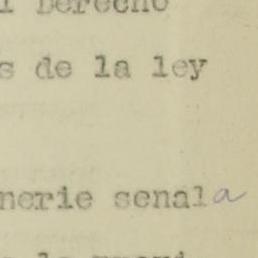 l Derecho
s de la ley
nerie senala